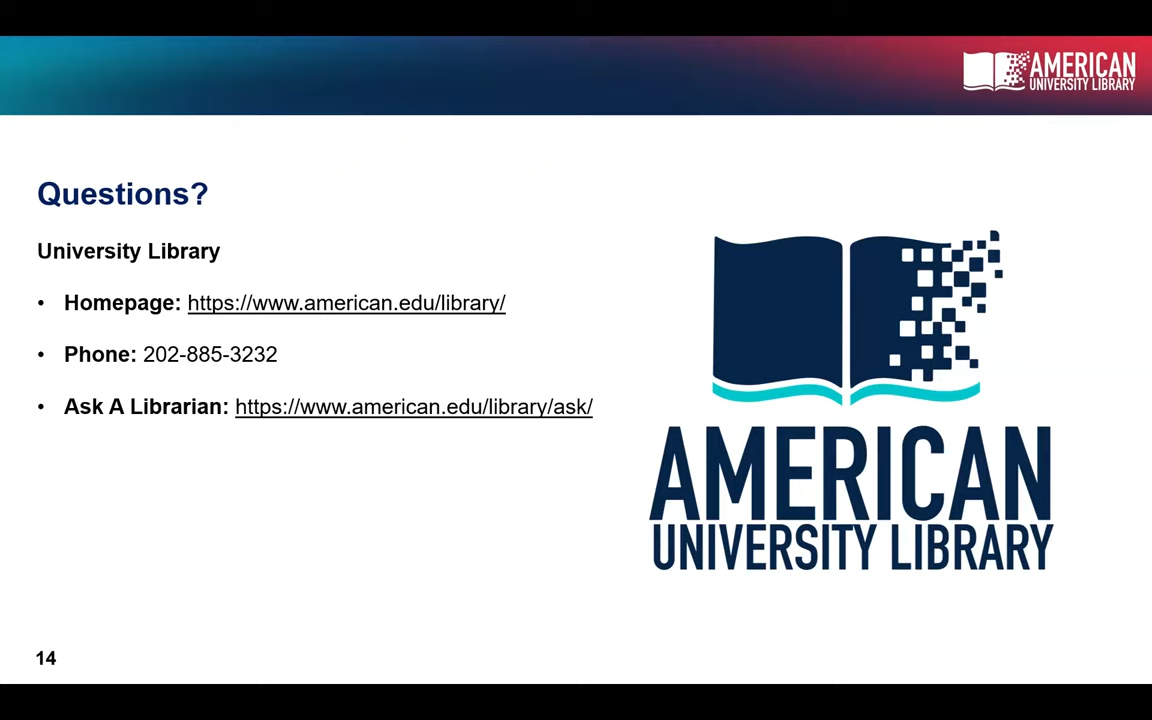 AMERICAN
UNIVERSITY LIBRARY
Questions?
University Library
• Homepage: https://www.american.edu/library/
• Phone: 202-885-3232
• Ask A Librarian: https://www.american.edu/library/ask/
AMERICAN
UNIVERSITY LIBRARY
14